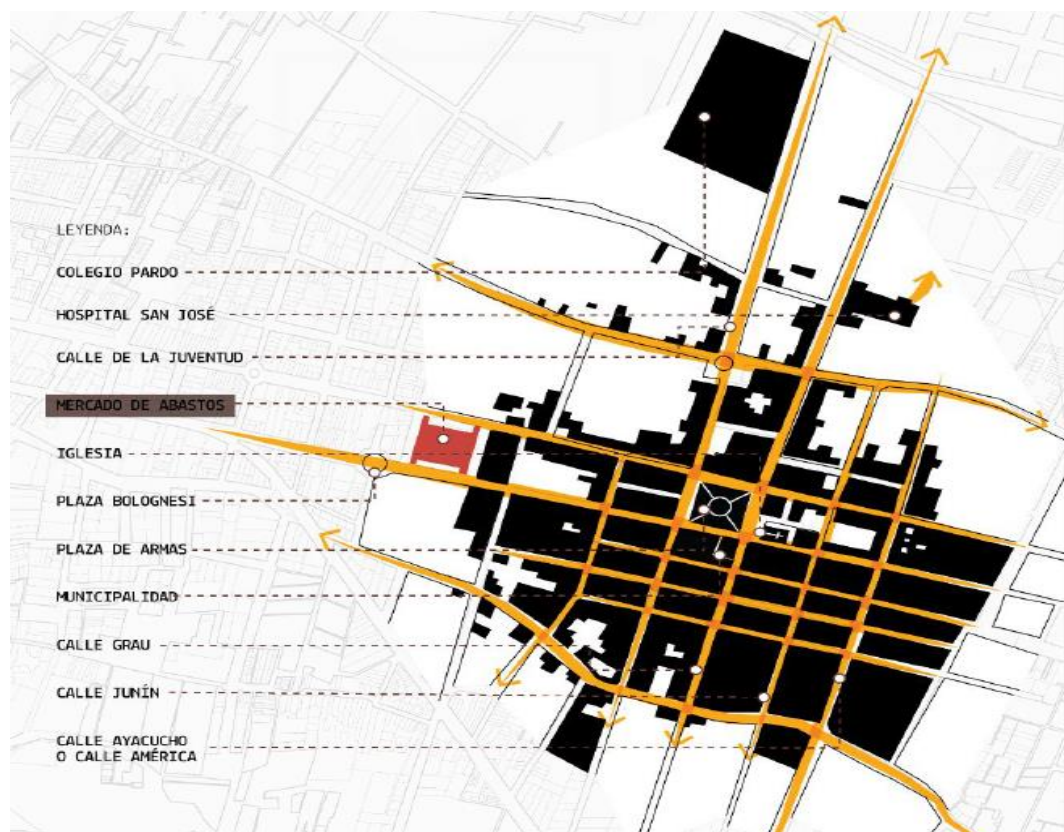 LEYENDA:
COLEGIO PARDO
HOSPITAL SAN JOSÉ
CALLE DE LA JUVENTUD
MERCADO DE ABASTOS
IGLESIA
PLAZA BOLOGNESI
PLAZA DE ARMAS
MUNICIPALIDAD
CALLE GRAU
CALLE JUNÍN
CALLE AYACUCHO
O CALLE AMÉRICA